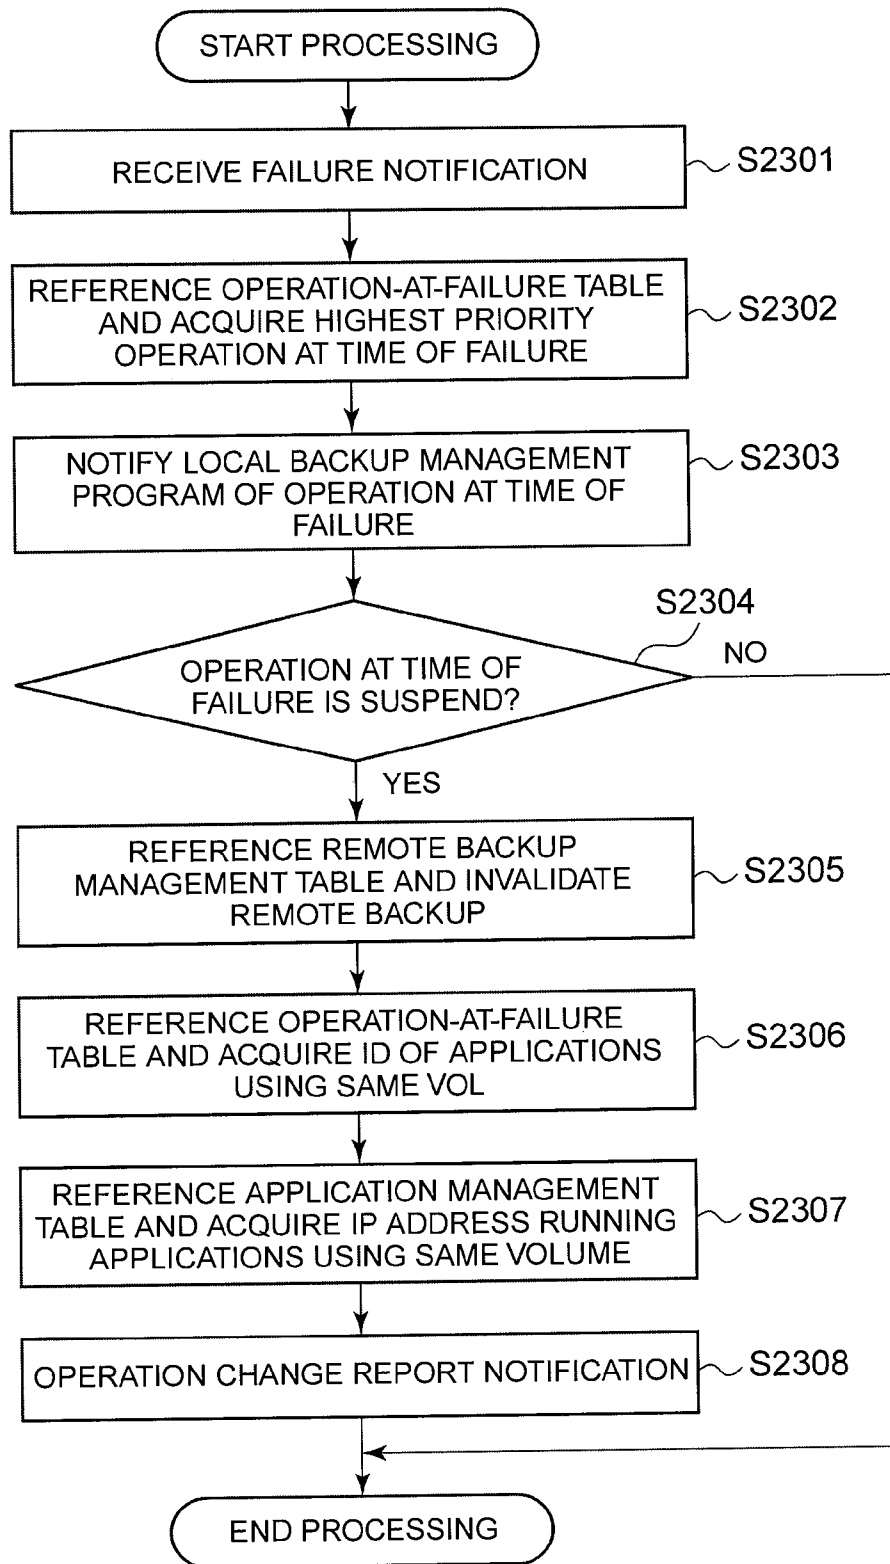 START PROCESSING
RECEIVE FAILURE NOTIFICATION
S2301
REFERENCE OPERATION-AT-FAILURE TABLE
AND ACQUIRE HIGHEST PRIORITY
OPERATION AT TIME OF FAILURE
S2302
NOTIFY LOCAL BACKUP MANAGEMENT
PROGRAM OF OPERATION AT TIME OF
FAILURE
S2303
S2304
OPERATION AT TIME OF
FAILURE IS SUSPEND?
NO
YES
REFERENCE REMOTE BACKUP
MANAGEMENT TABLE AND INVALIDATE
REMOTE BACKUP
S2305
REFERENCE OPERATION-AT-FAILURE
TABLE AND ACQUIRE ID OF APPLICATIONS
USING SAME VOL
S2306
REFERENCE APPLICATION MANAGEMENT
TABLE AND ACQUIRE IP ADDRESS RUNNING
APPLICATIONS USING SAME VOLUME
S2307
OPERATION CHANGE REPORT NOTIFICATION
S2308
END PROCESSING